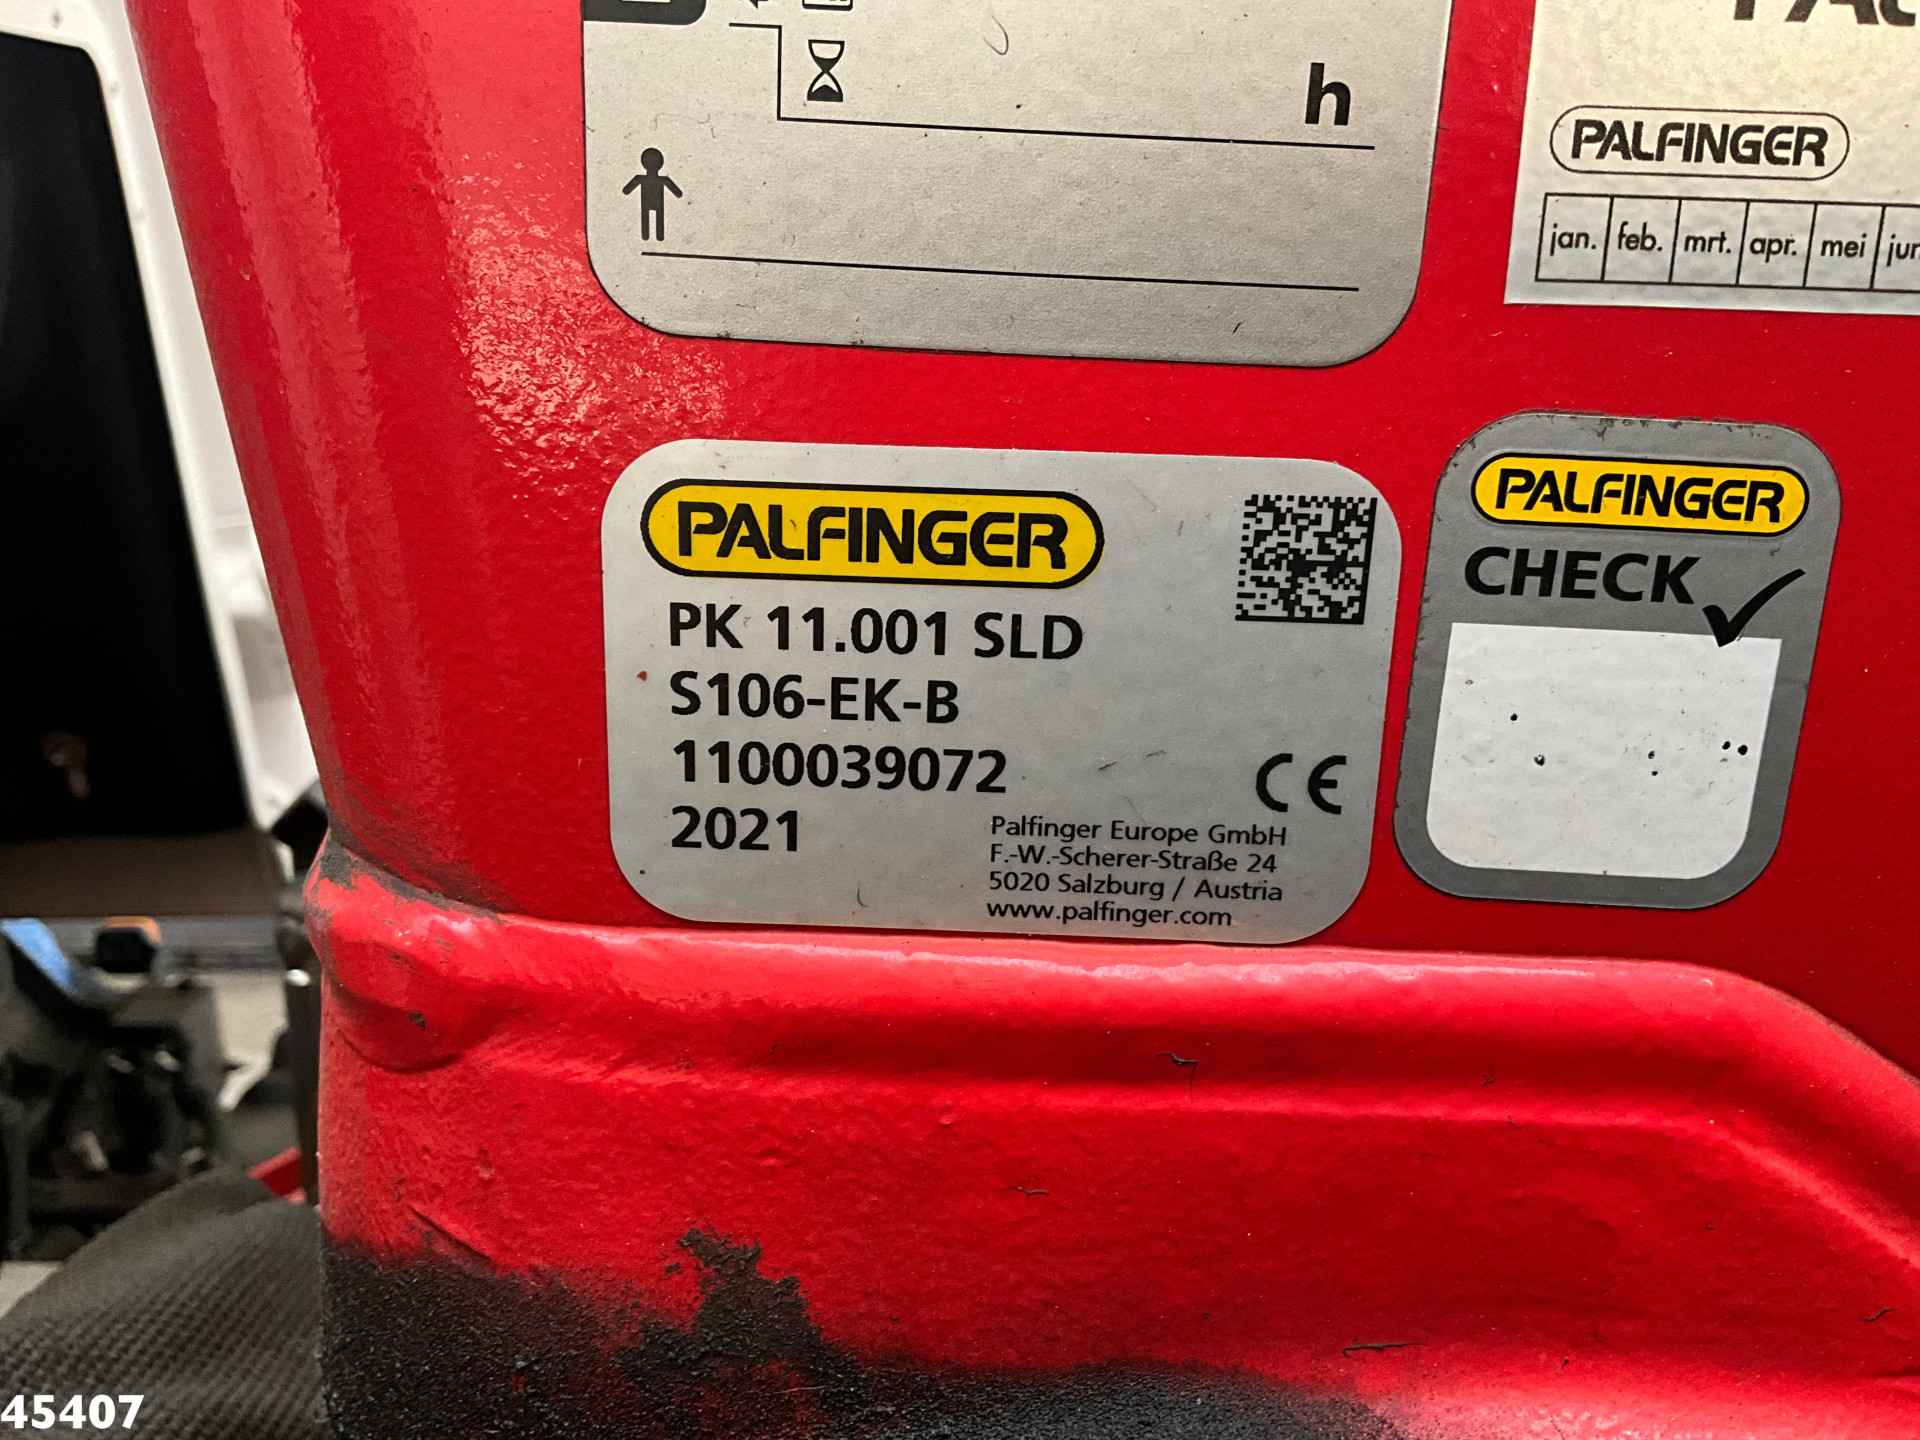 h
PALFINGER
jan. feb. mrt. apr. mei
PALFINGER
PK 11.001 SLD
S106-EK-B
1100039072
2021
CE
Palfinger Europe GmbH
F.-W.-Scherer-Straße 24
5020 Salzburg / Austria
www.palfinger.com
PALFINGER
CHECK
45407